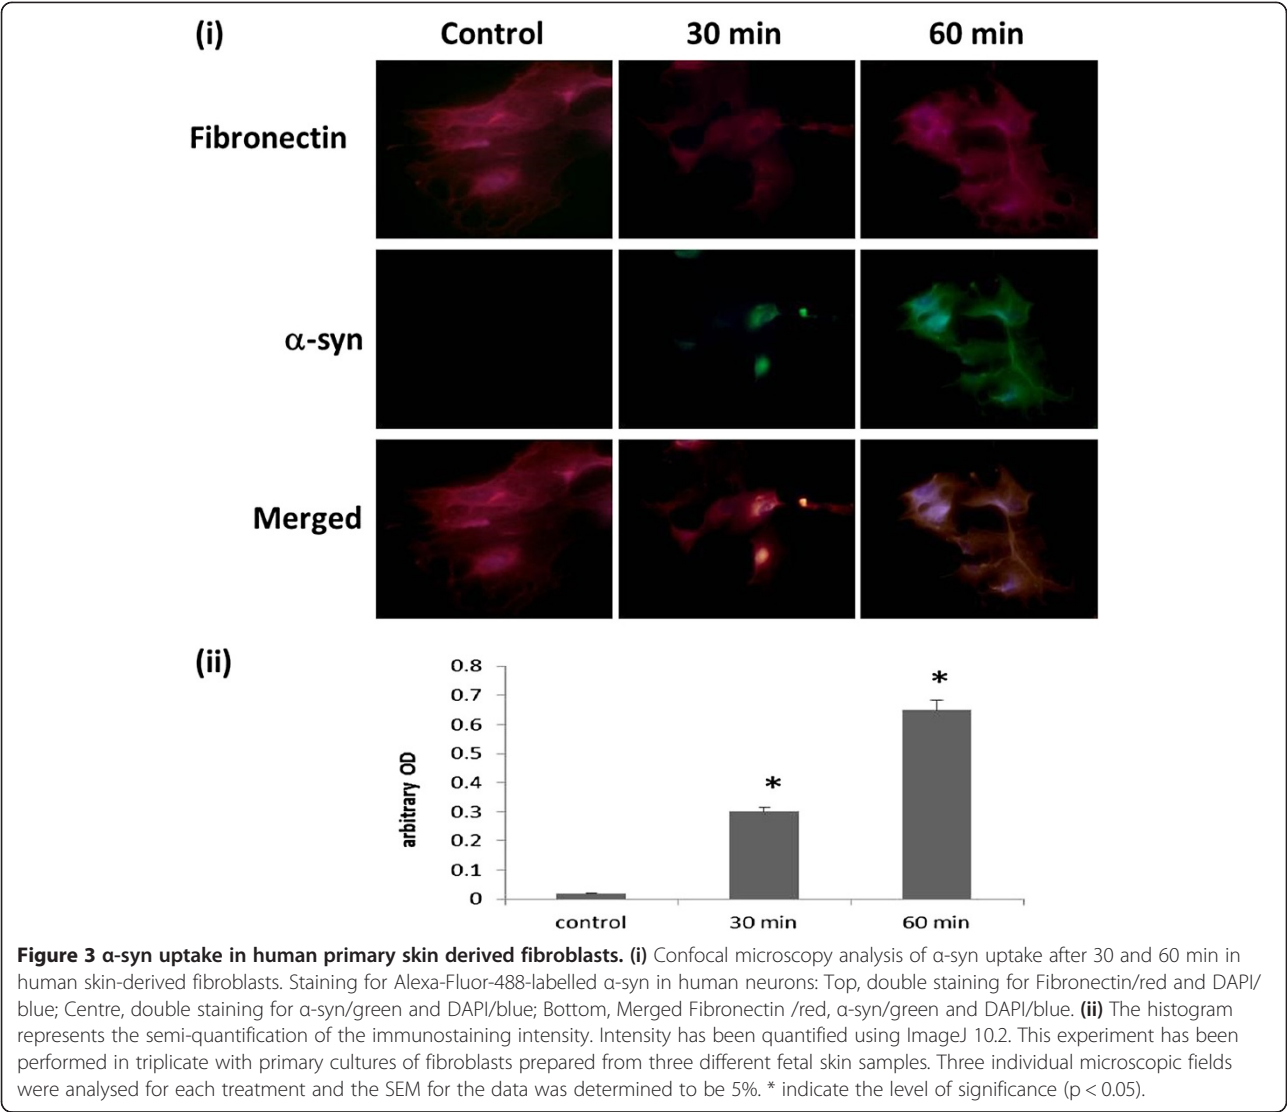 (i) Control 30 min 60 min
Fibronectin
α-syn
Merged
(ii)
0.8
0.7
0.6
0.5
0.4
0.3
0.2
0.1
0
arbitrary OD
*
*
control 30 min 60 min
Figure 3 α-syn uptake in human primary skin derived fibroblasts. (i) Confocal microscopy analysis of α-syn uptake after 30 and 60 min in
human skin-derived fibroblasts. Staining for Alexa-Fluor-488-labelled α-syn in human neurons: Top, double staining for Fibronectin/red and DAPI/
blue; Centre, double staining for α-syn/green and DAPI/blue; Bottom, Merged Fibronectin /red, α-syn/green and DAPI/blue. (ii) The histogram
represents the semi-quantification of the immunostaining intensity. Intensity has been quantified using ImageJ 10.2. This experiment has been
performed in triplicate with primary cultures of fibroblasts prepared from three different fetal skin samples. Three individual microscopic fields
were analysed for each treatment and the SEM for the data was determined to be 5%. * indicate the level of significance (p < 0.05).